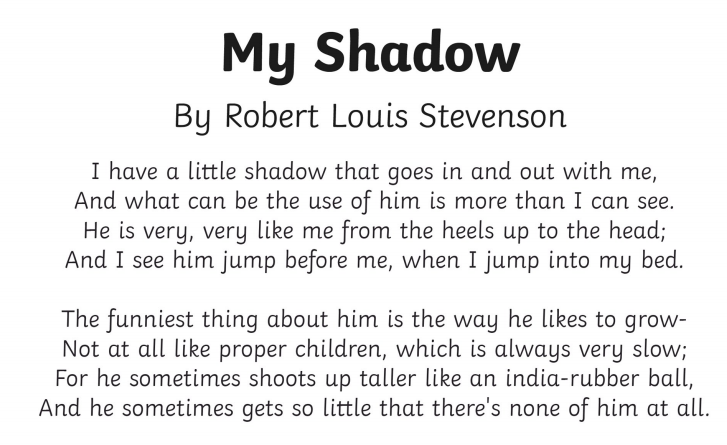 My Shadow
By Robert Louis Stevenson
I have a little shadow that goes in and out with me,
And what can be the use of him is more than I can see.
He is very, very like me from the heels up to the head;
And I see him jump before me, when I jump into my bed.
The funniest thing about him is the way he likes to grow-
Not at all like proper children, which is always very slow;
For he sometimes shoots up taller like an india-rubber ball,
And he sometimes gets so little that there's none of him at all.